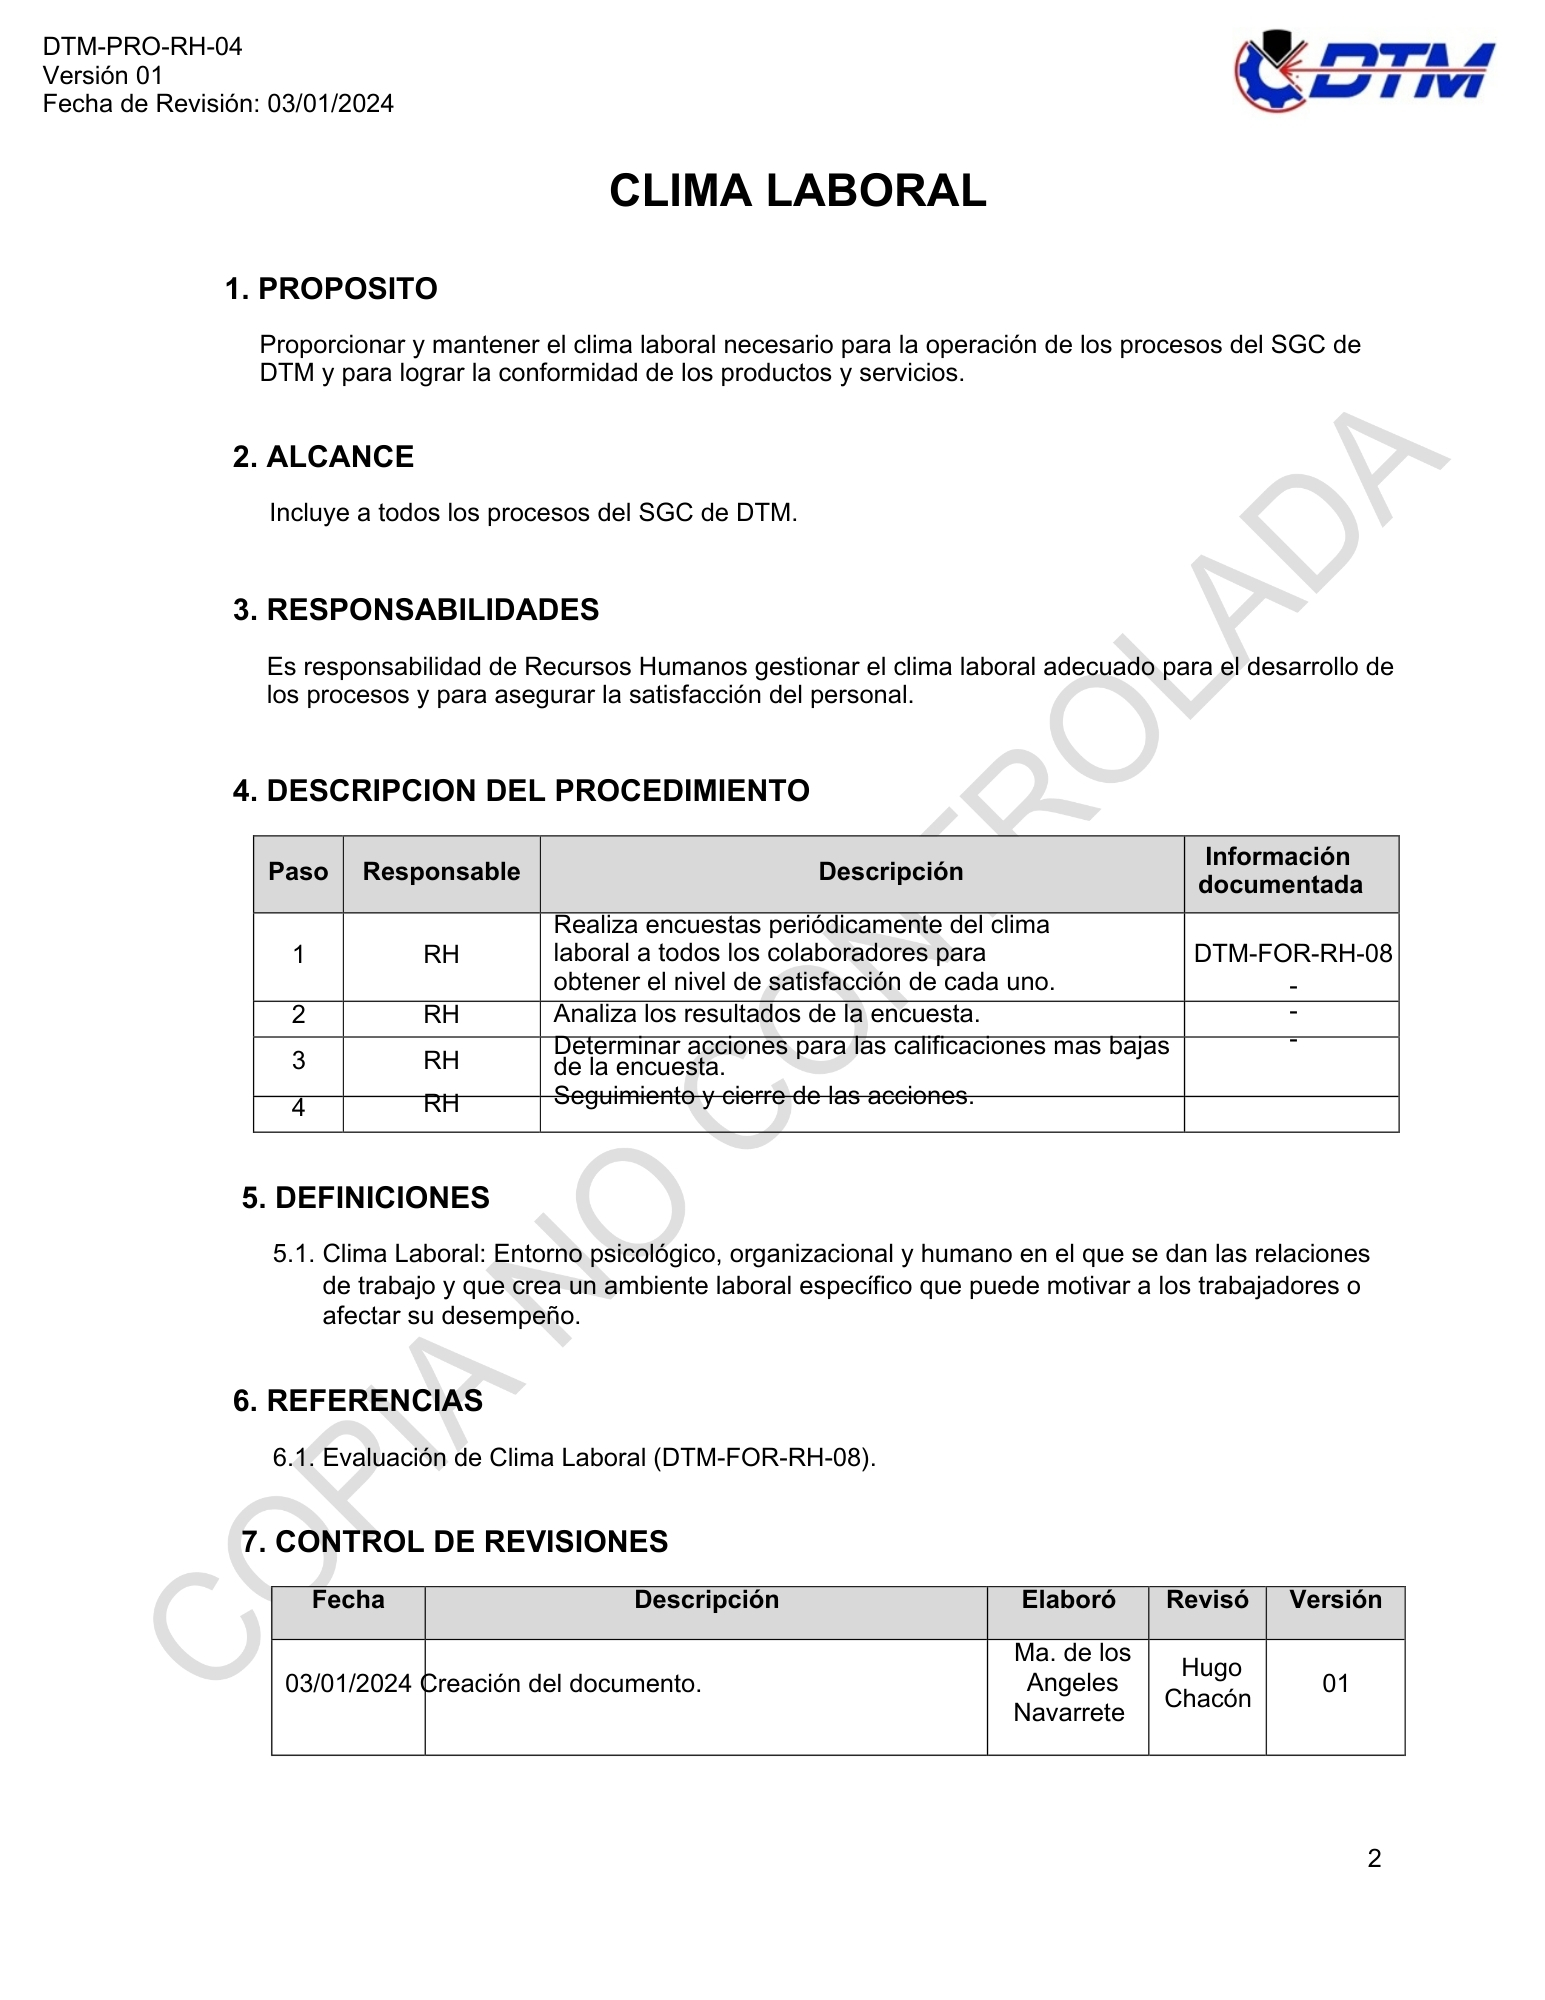 DTM-PRO-RH-04
Versión 01
Fecha de Revisión: 03/01/2024
DTM
CLIMA LABORAL
1. PROPOSITO
Proporcionar y mantener el clima laboral necesario para la operación de los procesos del SGC de
DTM y para lograr la conformidad de los productos y servicios.
2. ALCANCE
Incluye a todos los procesos del SGC de DTM.
3. RESPONSABILIDADES
Es responsabilidad de Recursos Humanos gestionar el clima laboral adecuado para el desarrollo de
los procesos y para asegurar la satisfacción del personal.
4. DESCRIPCION DEL PROCEDIMIENTO
Paso Responsable Descripción Información documentada
1 RH Realiza encuestas periódicamente del clima
laboral a todos los colaboradores para
obtener el nivel de satisfacción de cada uno.
DTM-FOR-RH-08
-
2 RH Analiza los resultados de la encuesta. -
3 RH Determinar acciones para las calificaciones mas bajas -
de la encuesta.
4 RH Seguimiento y cierre de las acciones.
5. DEFINICIONES
5.1. Clima Laboral: Entorno psicológico, organizacional y humano en el que se dan las relaciones
de trabajo y que crea un ambiente laboral específico que puede motivar a los trabajadores o
afectar su desempeño.
6. REFERENCIAS
6.1. Evaluación de Clima Laboral (DTM-FOR-RH-08).
7. CONTROL DE REVISIONES
Fecha Descripción Elaboró Revisó Versión
03/01/2024 Creación del documento.
Ma. de los
Angeles
Navarrete
Hugo
Chacón
01
2
COPIA NO CONTROLADA